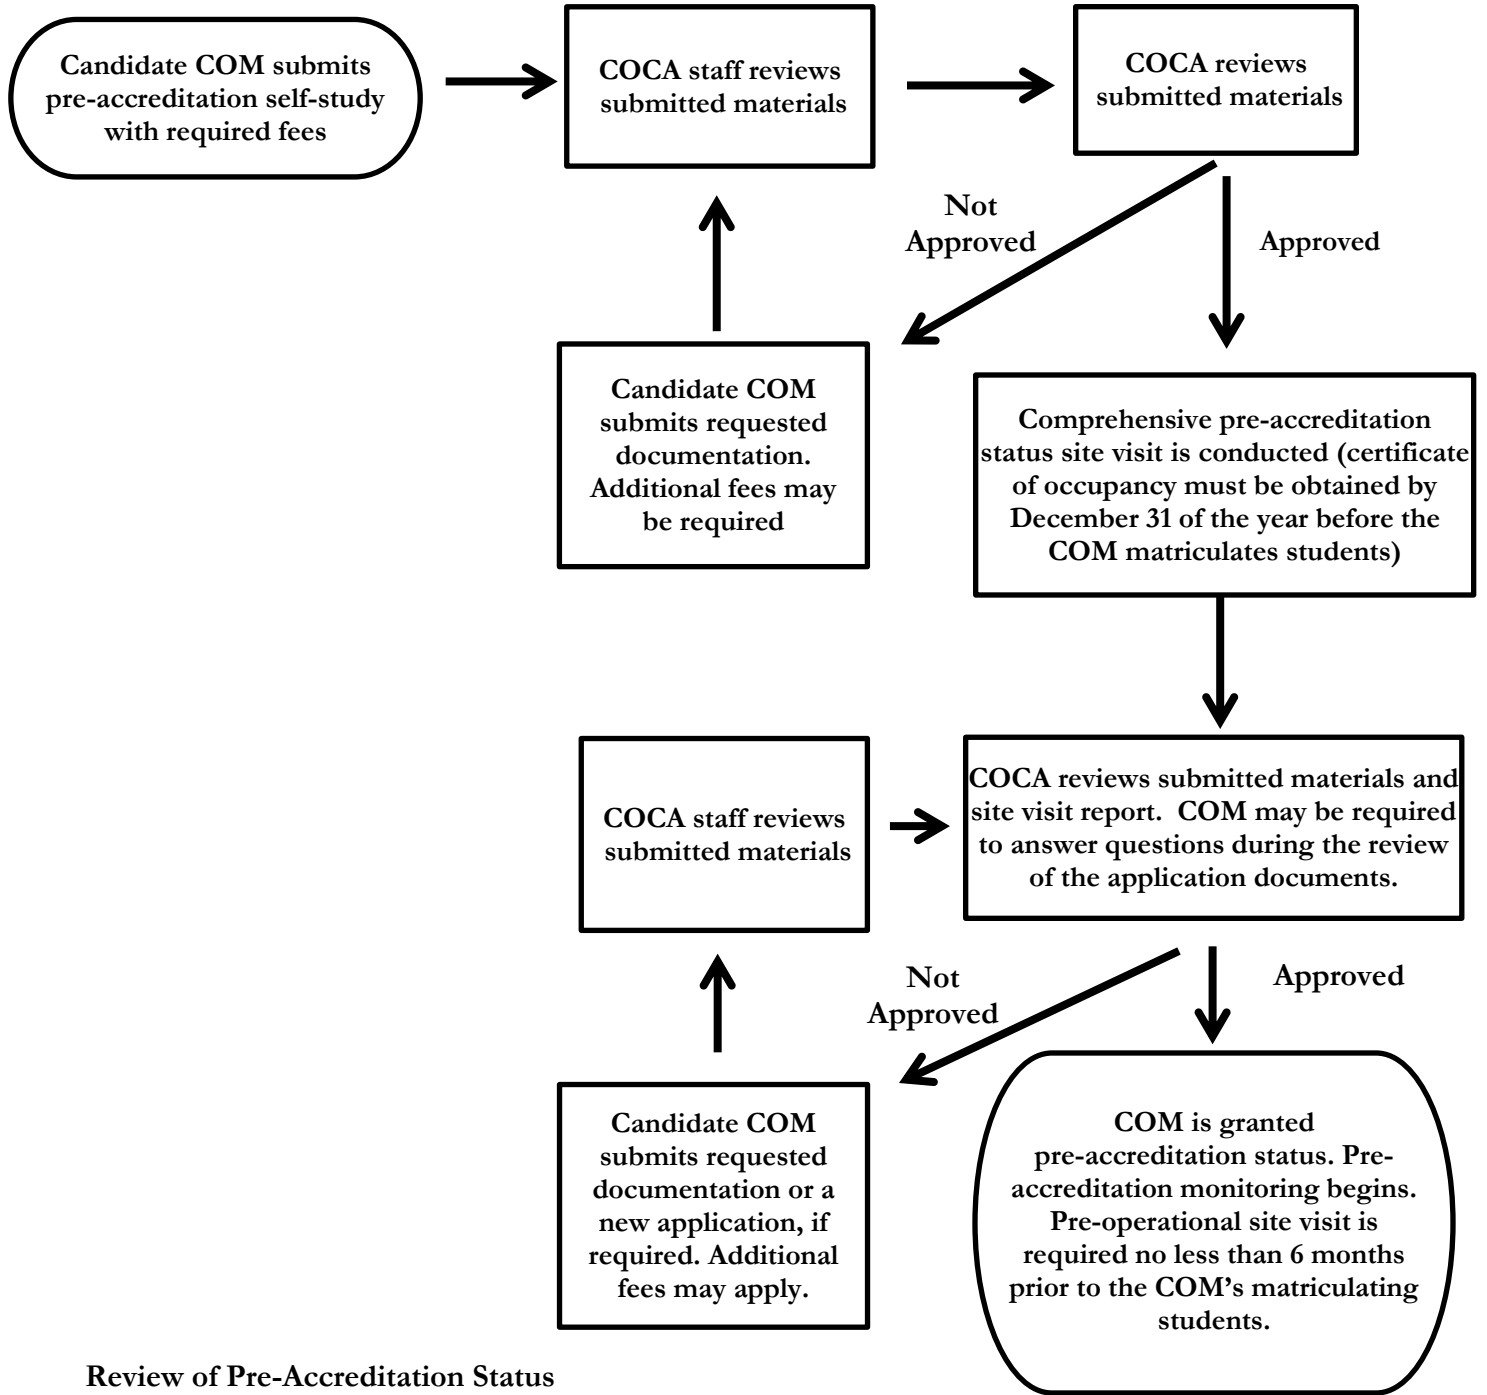 Candidate COM submits
pre-accreditation self-study
with required fees
COCA staff reviews
submitted materials
COCA reviews
submitted materials
Not
Approved
Approved
Candidate COM
submits requested
documentation.
Additional fees may
be required
Comprehensive pre-accreditation
status site visit is conducted (certificate
of occupancy must be obtained by
December 31 of the year before the
COM matriculates students)
COCA staff reviews
submitted materials
COCA reviews submitted materials and
site visit report. COM may be required
to answer questions during the review
of the application documents.
Not
Approved
Approved
Candidate COM
submits requested
documentation or a
new application, if
required. Additional
fees may apply.
COM is granted
pre-accreditation status. Pre-
accreditation monitoring begins.
Pre-operational site visit is
required no less than 6 months
prior to the COM’s matriculating
students.
Review of Pre-Accreditation Status